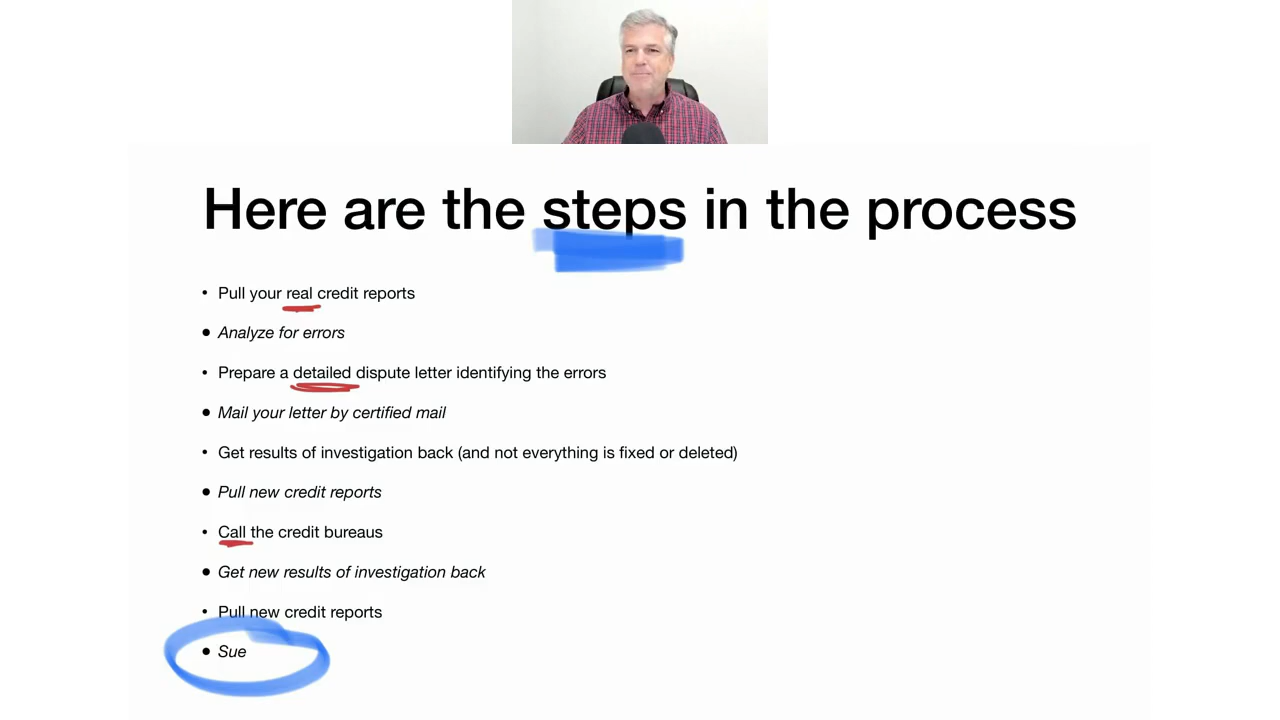 Here are the steps in the process
• Pull your real credit reports
• Analyze for errors
• Prepare a detailed dispute letter identifying the errors
• Mail your letter by certified mail
• Get results of investigation back (and not everything is fixed or deleted)
• Pull new credit reports
• Call the credit bureaus
• Get new results of investigation back
• Pull new credit reports
• Sue